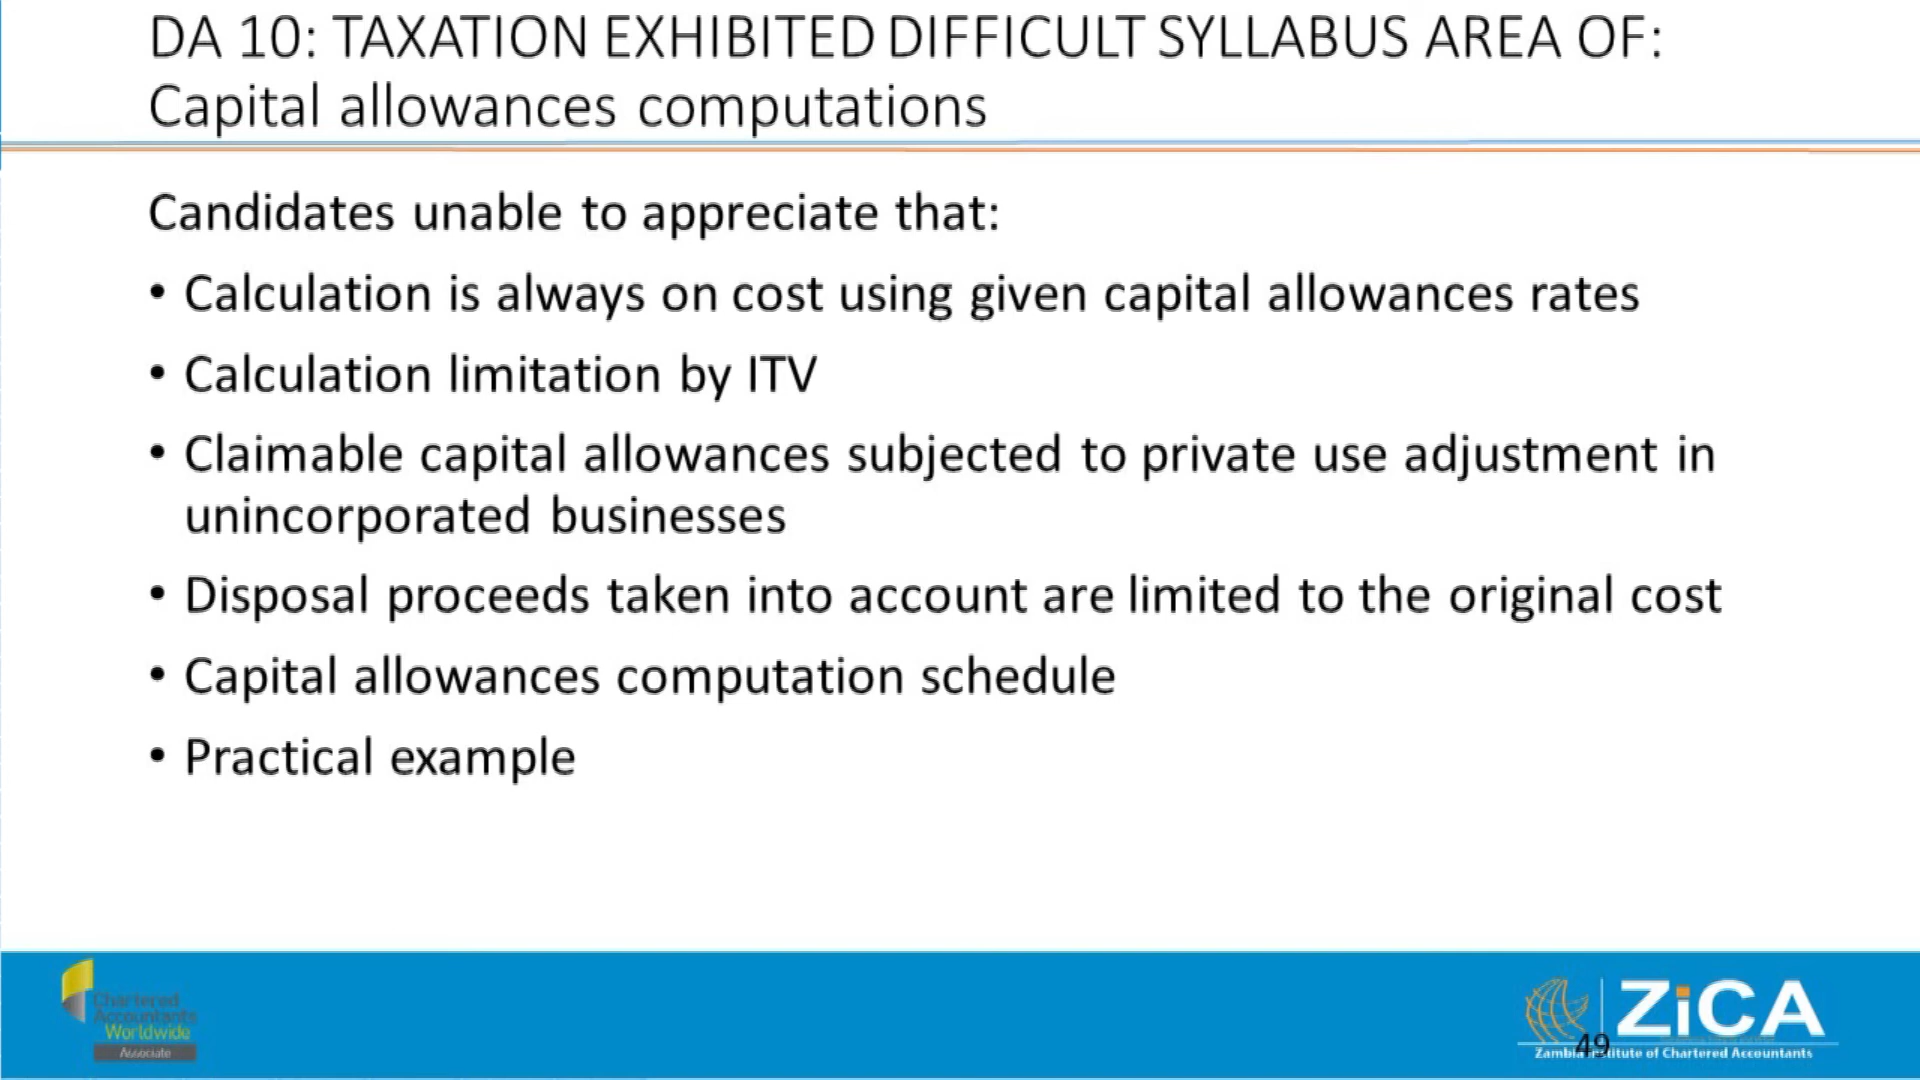 DA 10: TAXATION EXHIBITED DIFFICULT SYLLABUS AREA OF:
Capital allowances computations
Candidates unable to appreciate that:
• Calculation is always on cost using given capital allowances rates
• Calculation limitation by ITV
• Claimable capital allowances subjected to private use adjustment in
unincorporated businesses
• Disposal proceeds taken into account are limited to the original cost
• Capital allowances computation schedule
• Practical example
Chartered
Accountants
Worldwide
Associate
ZiCA
49
Zambia Institute of Chartered Accountants